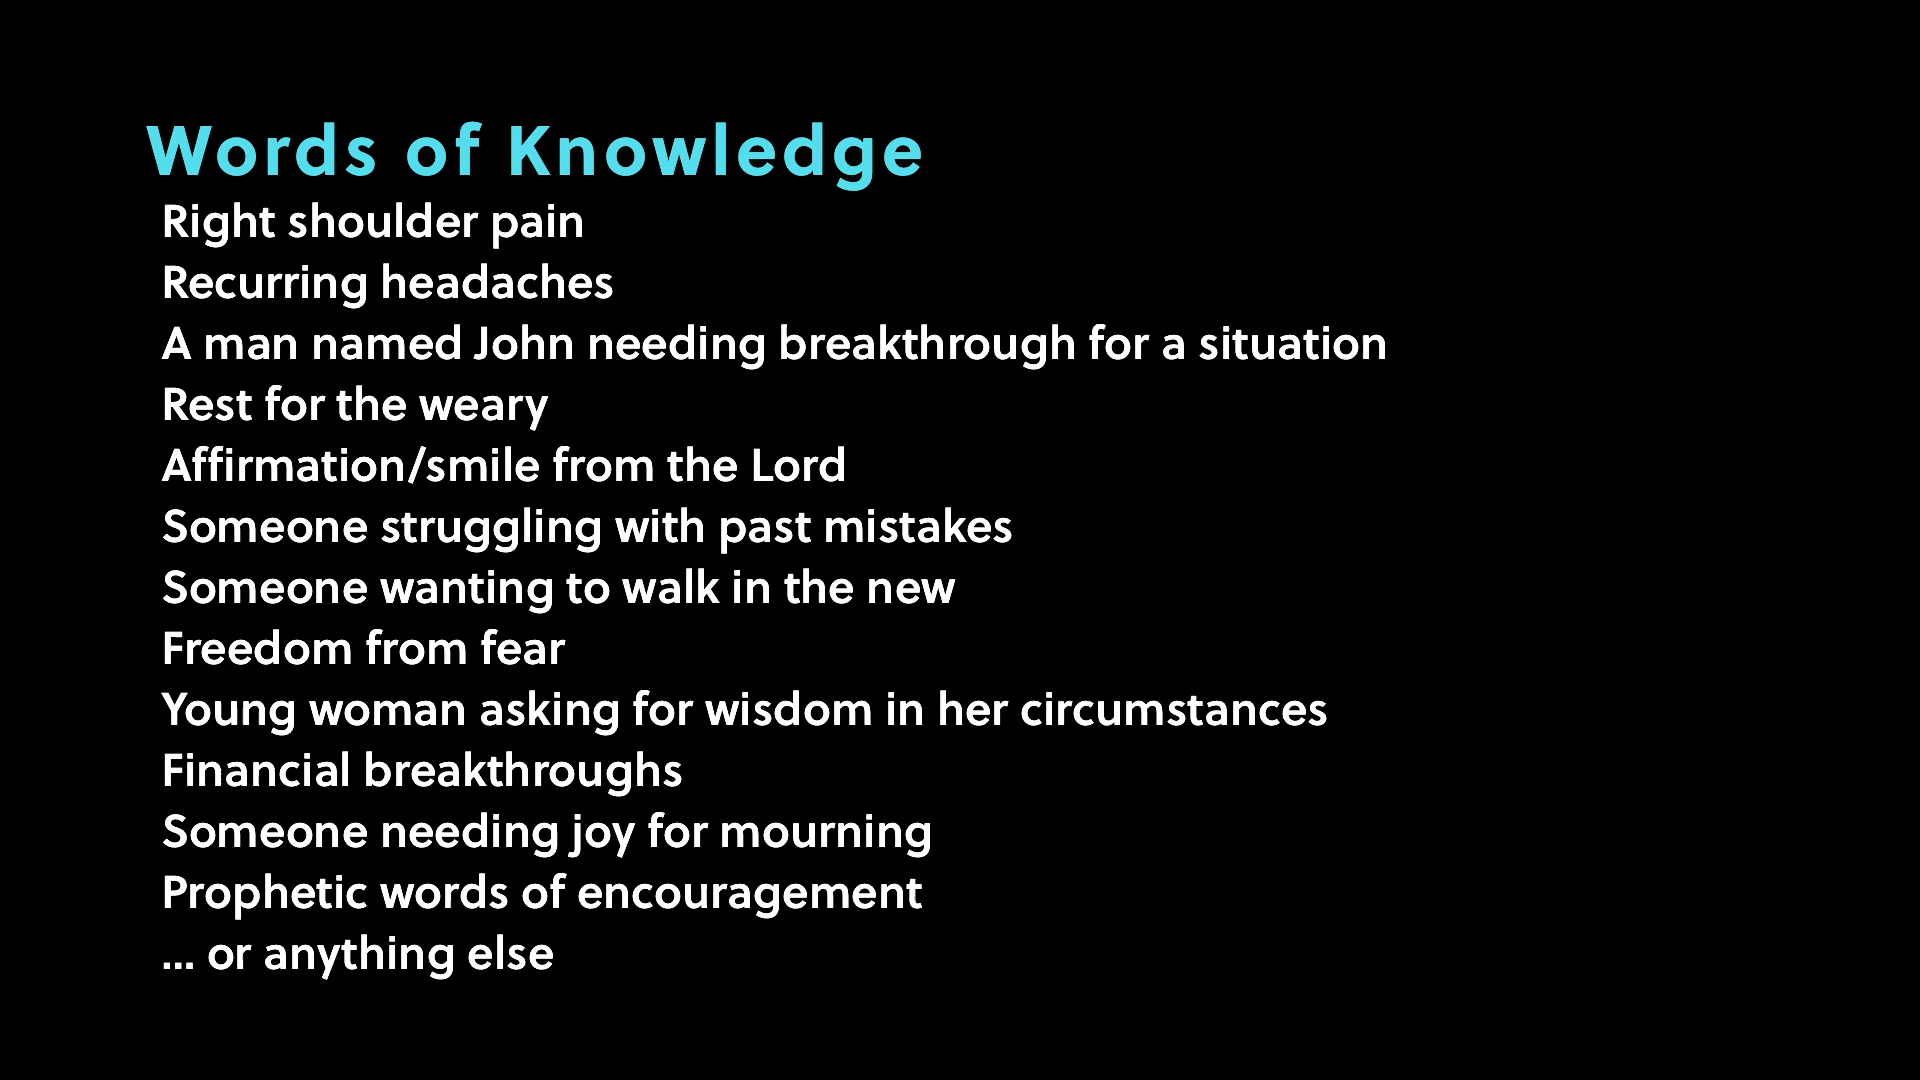 Words of Knowledge
Right shoulder pain
Recurring headaches
A man named John needing breakthrough for a situation
Rest for the weary
Affirmation/smile from the Lord
Someone struggling with past mistakes
Someone wanting to walk in the new
Freedom from fear
Young woman asking for wisdom in her circumstances
Financial breakthroughs
Someone needing joy for mourning
Prophetic words of encouragement
... or anything else